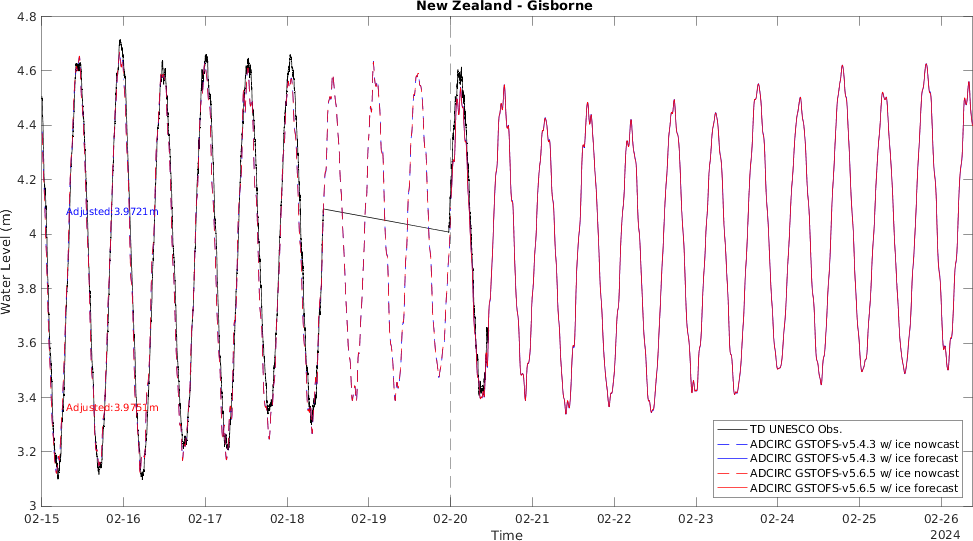 New Zealand - Gisborne
4.8
4.6
4.4
4.2
4
3.8
3.6
3.4
3.2
3
Water Level (m)
Adjusted:3.9721m
Adjusted:3.9751m
TD UNESCO Obs.
ADCIRC GSTOFS-v5.4.3 w/ ice nowcast
ADCIRC GSTOFS-v5.4.3 w/ ice forecast
ADCIRC GSTOFS-v5.6.5 w/ ice nowcast
ADCIRC GSTOFS-v5.6.5 w/ ice forecast
02-15 02-16 02-17 02-18 02-19 02-20 02-21 02-22 02-23 02-24 02-25 02-26
Time
2024